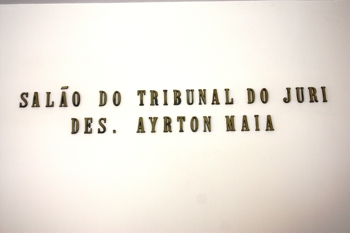 SALÃO DO TRIBUNAL DO JURI
DES. AYRTON MAIA